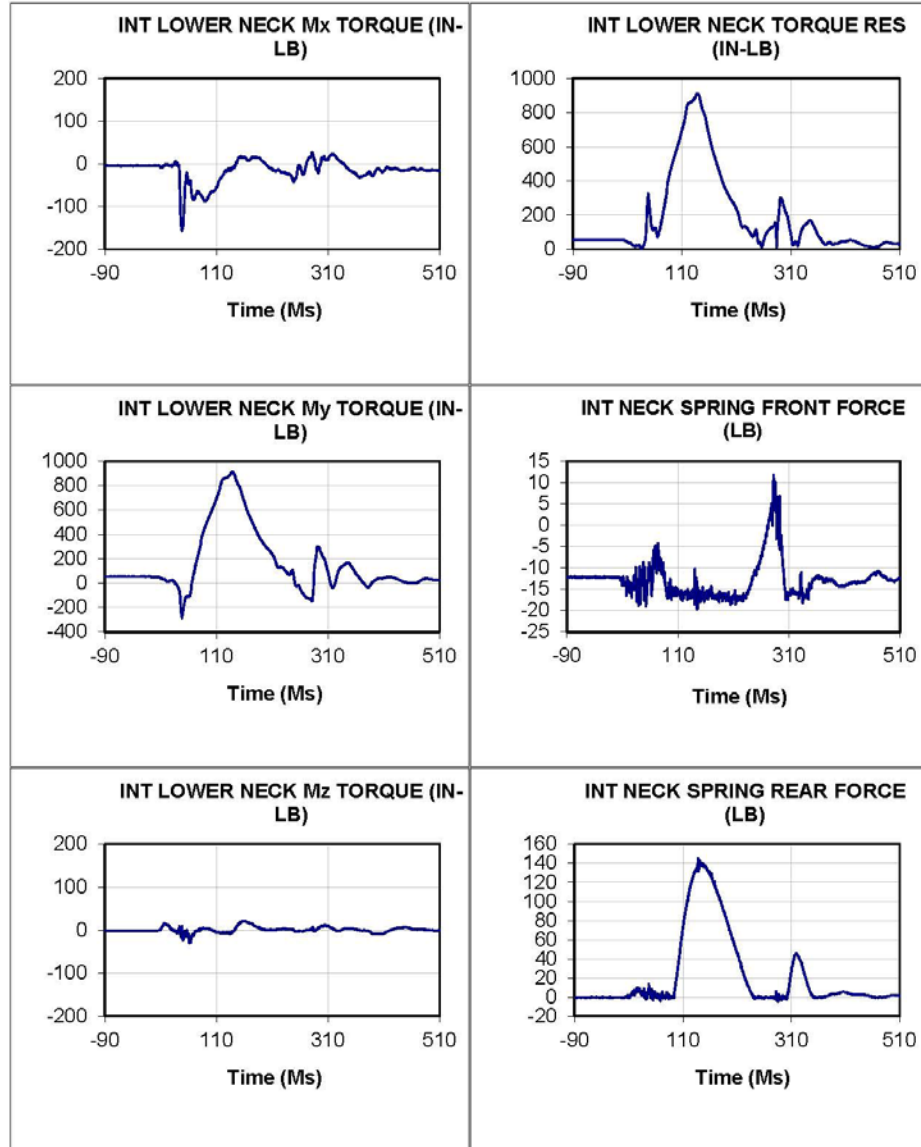 INT LOWER NECK Mx TORQUE (IN-
LB)
200
100
0
-100
-200
-90 110 310 510
Time (Ms)
INT LOWER NECK TORQUE RES
(IN-LB)
1000
800
600
400
200
0
-90 110 310 510
Time (Ms)
INT LOWER NECK My TORQUE (IN-
LB)
1000
800
600
400
200
0
-200
-400
-90 110 310 510
Time (Ms)
INT NECK SPRING FRONT FORCE
(LB)
15
10
5
0
-5
-10
-15
-20
-25
-90 110 310 510
Time (Ms)
INT LOWER NECK Mz TORQUE (IN-
LB)
200
100
0
-100
-200
-90 110 310 510
Time (Ms)
INT NECK SPRING REAR FORCE
(LB)
160
140
120
100
80
60
40
20
0
-20
-90 110 310 510
Time (Ms)